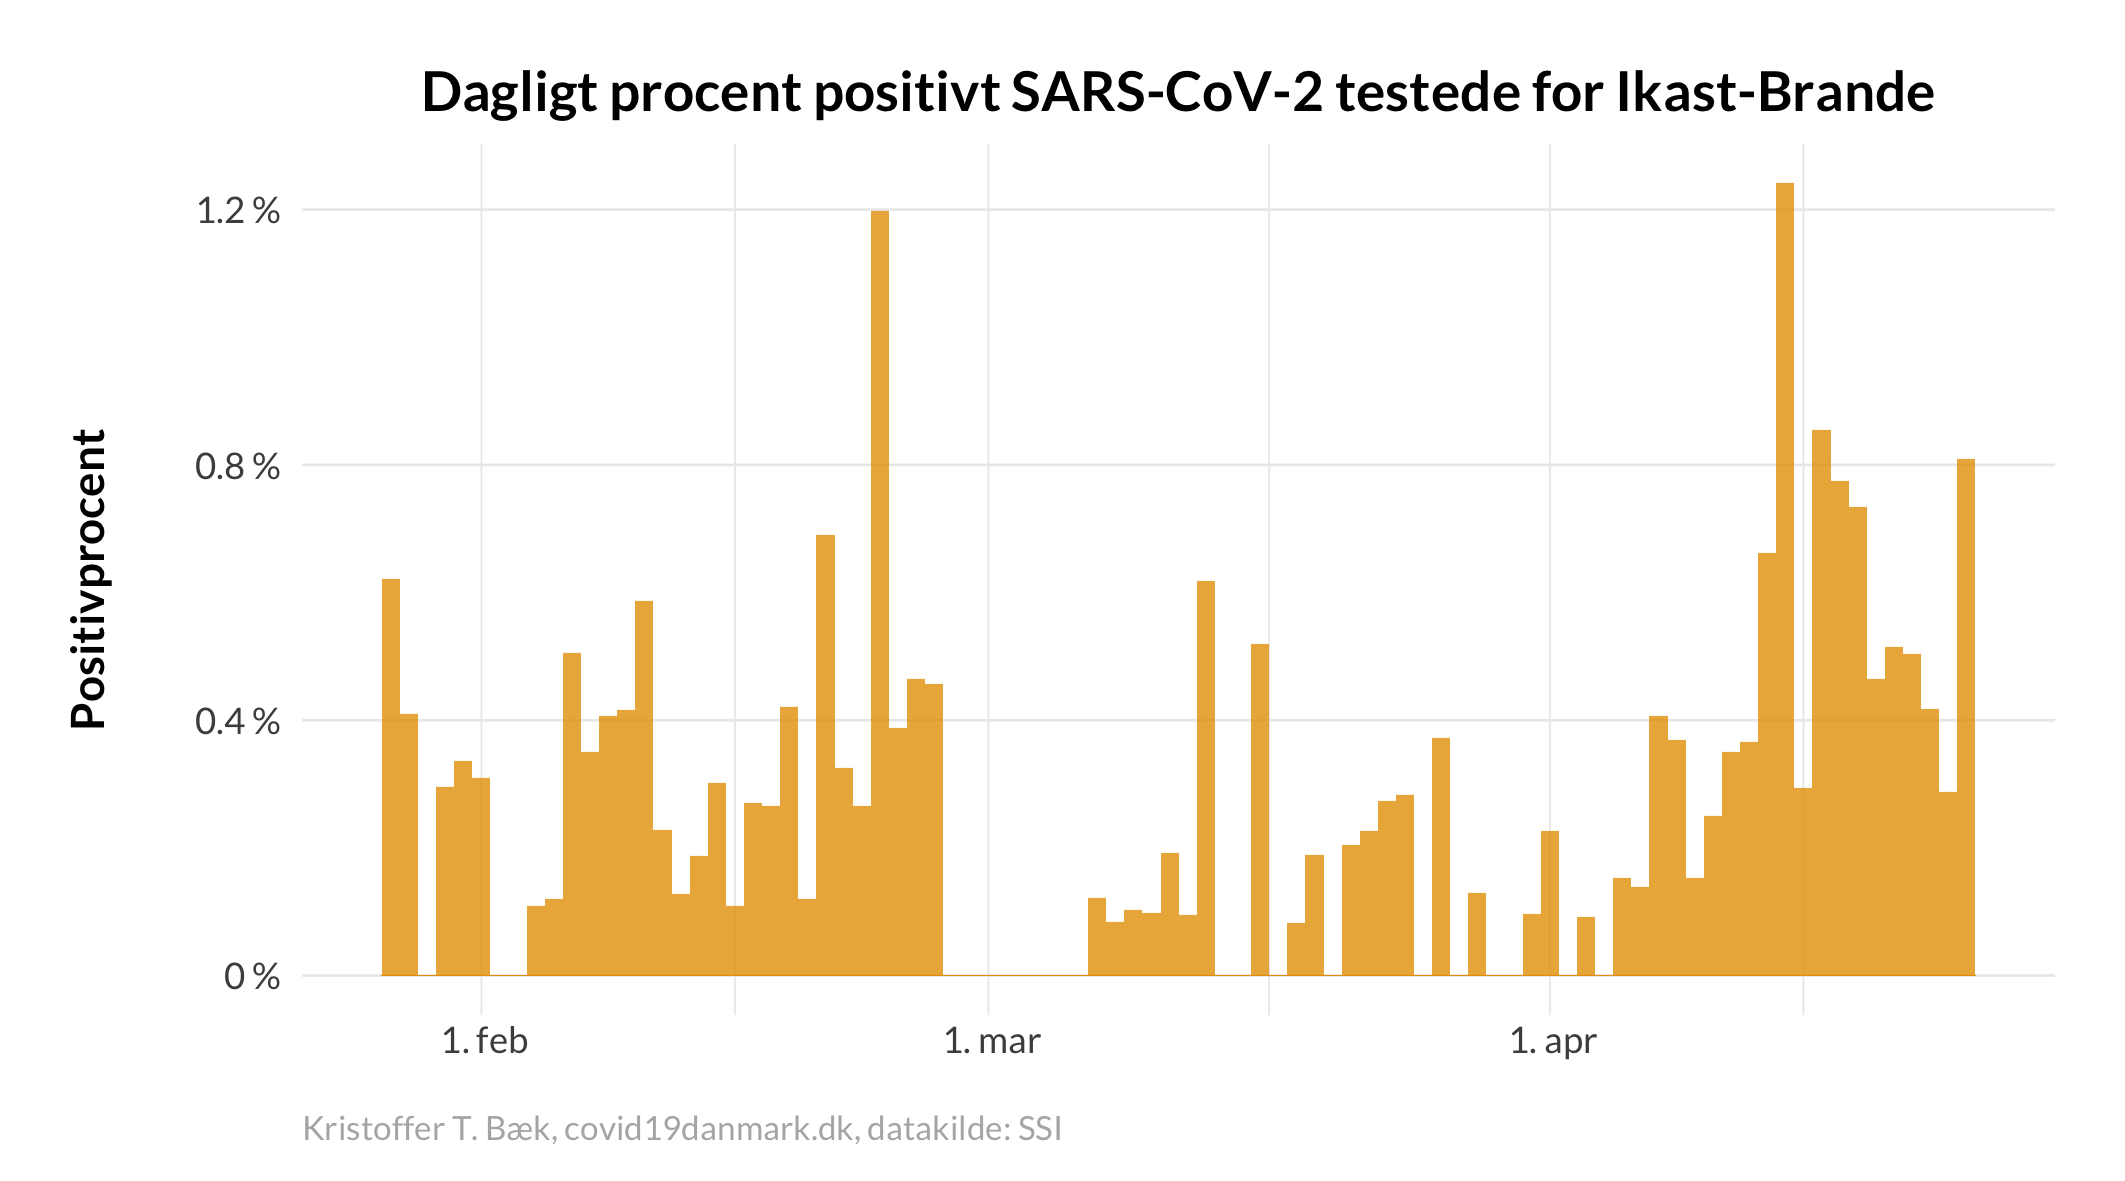 Dagligt procent positivt SARS-CoV-2 testede for Ikast-Brande
Positivprocent
1.2 %
0.8 %
0.4 %
0 %
1. feb
1. mar
1. apr
Kristoffer T. Bæk, covid19danmark.dk, datakilde: SSI